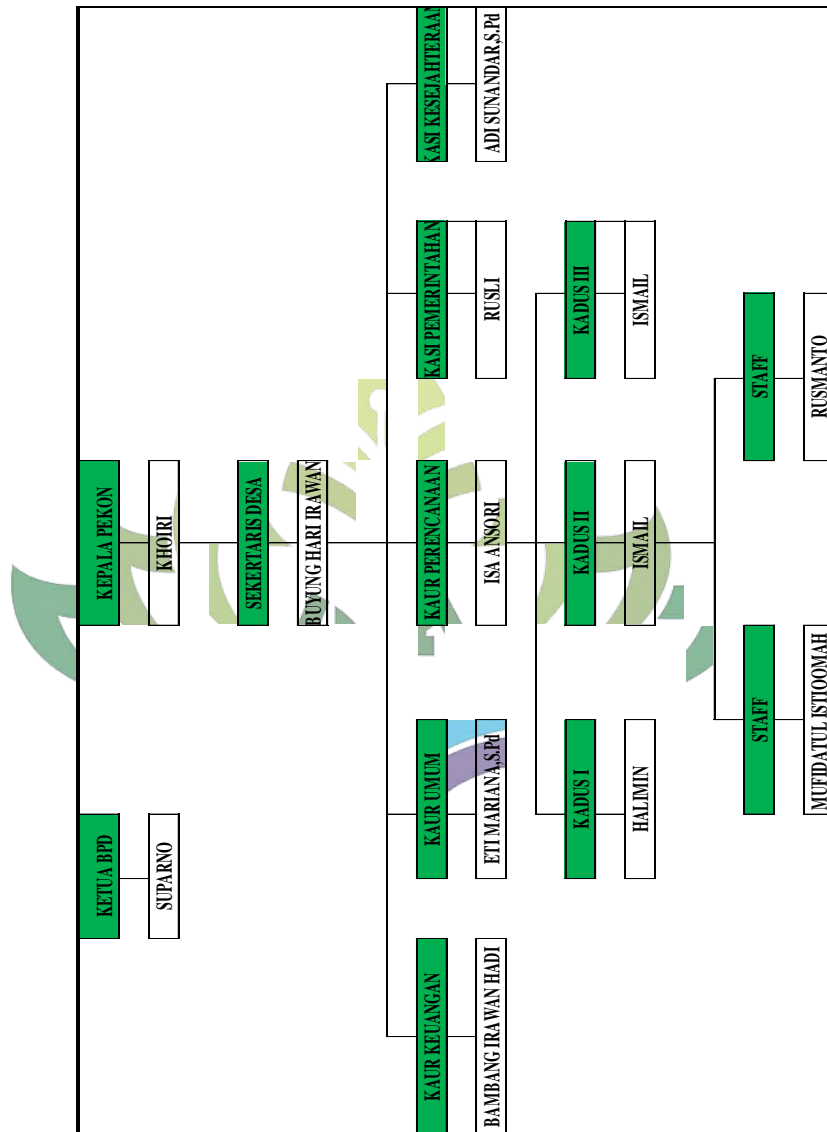 KETUA BPD
SUPARNO
KEPALA PEKON
KHOIRI
SEKERTARIS DESA
BUYUNG HARI IRAWAN
KAUR KEUANGAN
BAMBANG IRAWAN HADI
KAUR UMUM
ETI MARIANA,S.Pd
KAUR PERENCANAAN
ISA ANSORI
KASI PEMERINTAHAN
RUSLI
KASI KESEJAHTERAAN
ADI SUNANDAR,S.Pd
KADUS I
HALIMIN
KADUS II
ISMAIL
KADUS III
ISMAIL
STAFF
MUFIDATUL ISTIQOMAH
STAFF
RUSMANTO